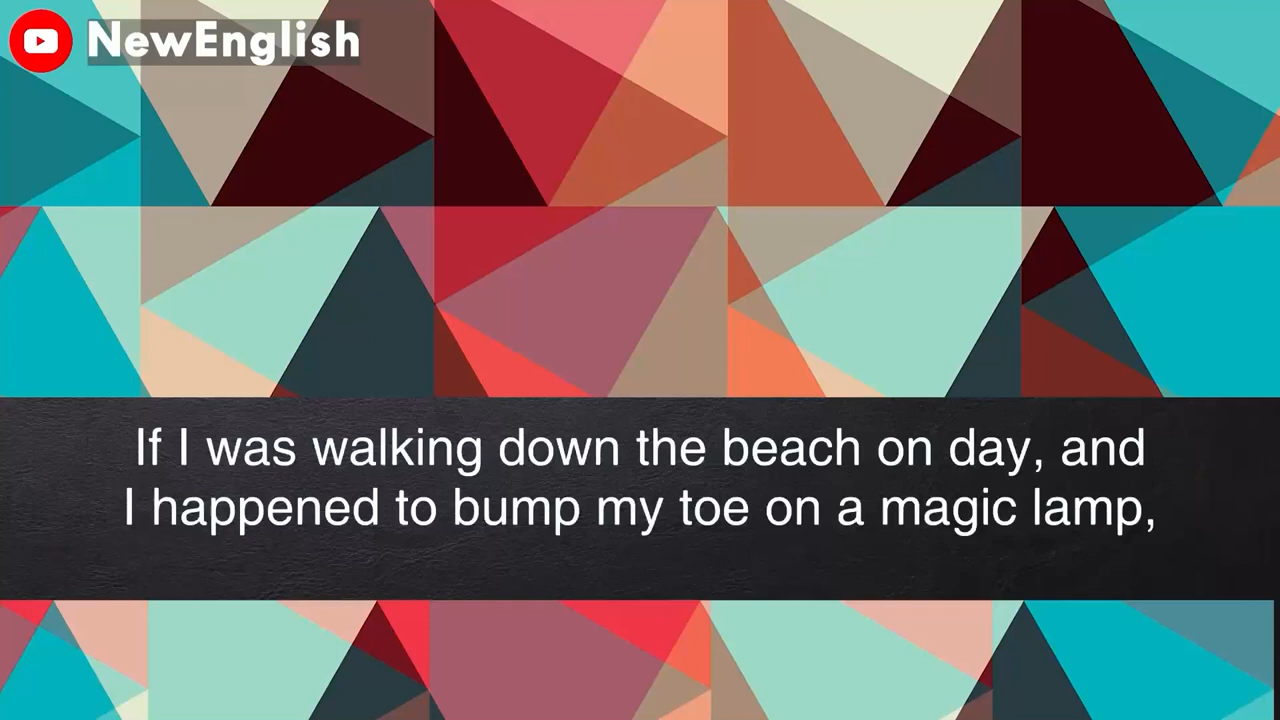 NewEnglish
If I was walking down the beach on day, and
I happened to bump my toe on a magic lamp,